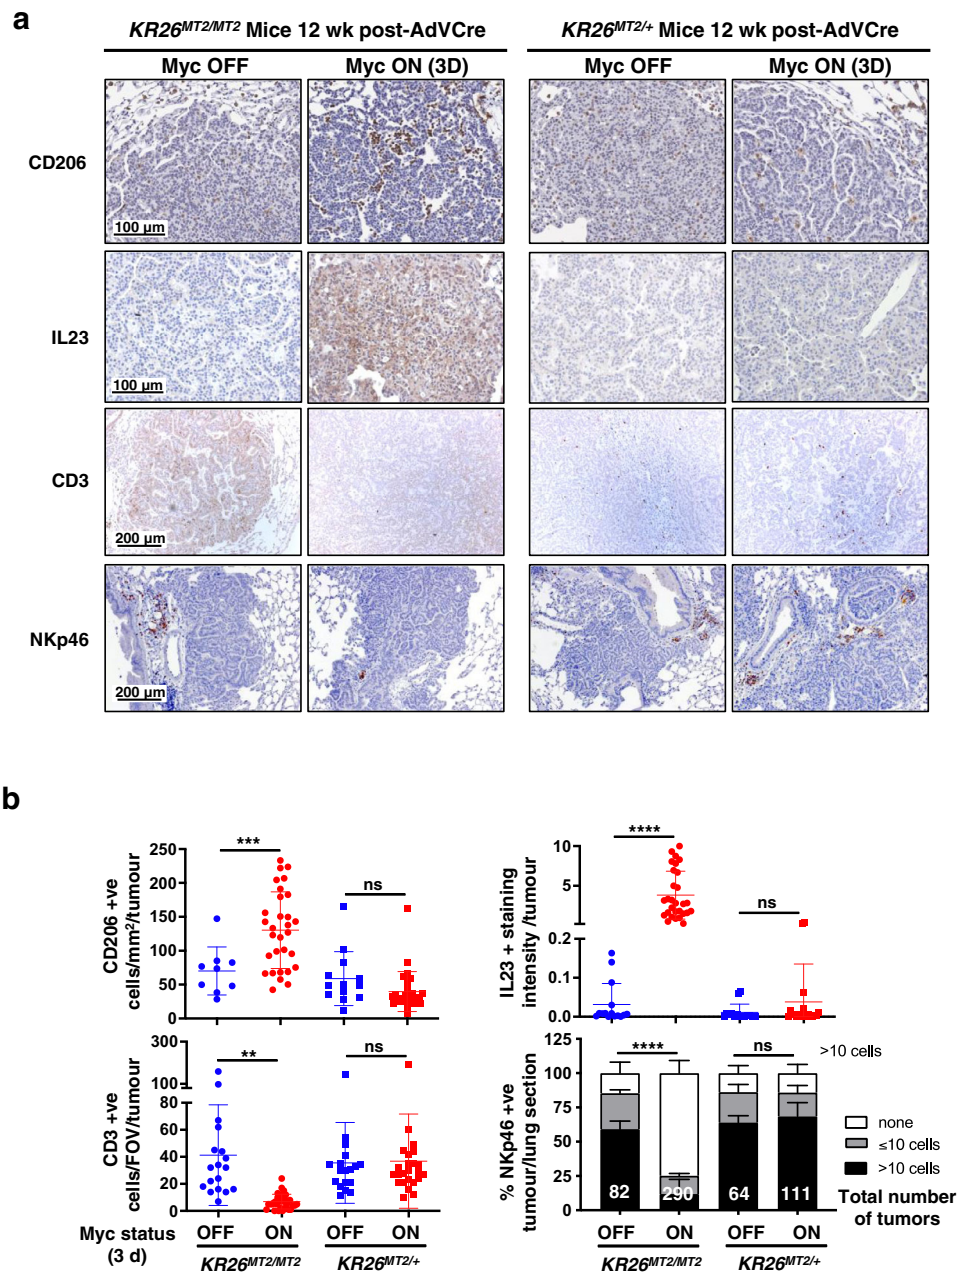 a
KR26MT2/MT2 Mice 12 wk post-AdVCre
KR26MT2/+ Mice 12 wk post-AdVCre
Myc OFF
Myc ON (3D)
Myc OFF
Myc ON (3D)
CD206
100 µm
IL23
100 µm
CD3
200 µm
NKp46
200 µm
b
CD206 +ve
cells/mm²/tumour
250
200
150
100
50
0
***
ns
IL23 + staining
intensity /tumour
10
5
0.2
0.1
0.0
****
ns
CD3 +ve
cells/FOV/tumour
300
100
80
60
40
20
0
**
ns
Myc status
(3 d)
OFF
ON
OFF
ON
KR26MT2/MT2
KR26MT2/+
% NKp46 +ve
tumour/lung section
125
100
75
50
25
0
****
ns
>10 cells
82
290
64
111
none
≤10 cells
>10 cells
Total number
of tumors
OFF
ON
OFF
ON
KR26MT2/MT2
KR26MT2/+